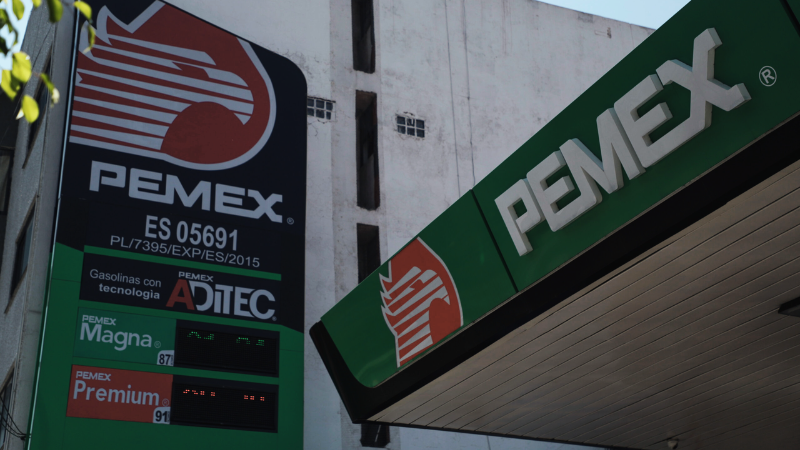 PEMEX®
ES 05691
PL/7395/EXP/ES/2015
Gasolinas con
tecnología
PEMEX
ADiTEC
PEMEX
Magna®
87
PEMEX
Premium®
91
PEMEX®